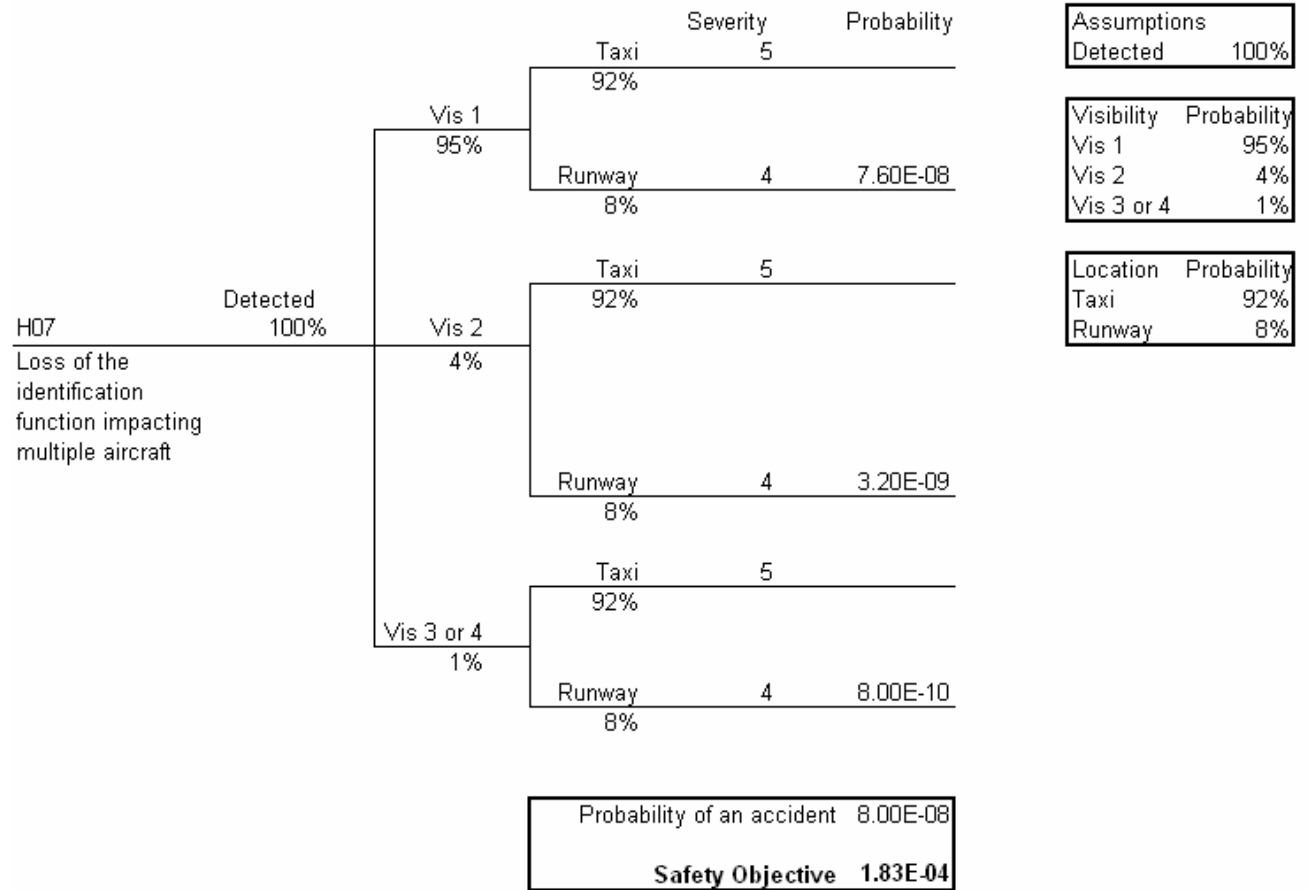 Severity Probability
Taxi 5
92%
Vis 1
95%
Runway 4 7.60E-08
8%
Taxi 5
92%
Detected
H07 100% Vis 2
4%
Loss of the
identification
function impacting
multiple aircraft
Runway 4 3.20E-09
8%
Taxi 5
92%
Vis 3 or 4
1%
Runway 4 8.00E-10
8%
Probability of an accident 8.00E-08
Safety Objective 1.83E-04
Assumptions
Detected 100%
Visibility Probability
Vis 1 95%
Vis 2 4%
Vis 3 or 4 1%
Location Probability
Taxi 92%
Runway 8%